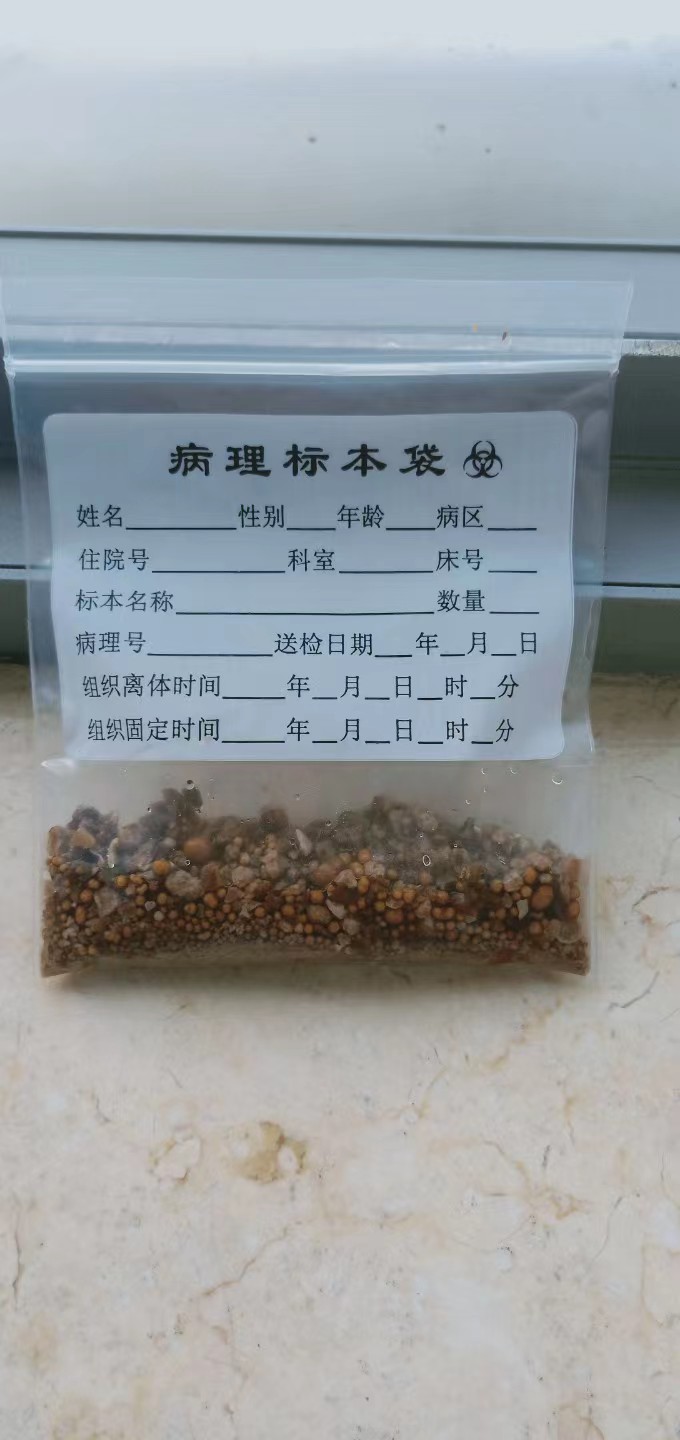 病理标本袋
姓名________性别____年龄____病区____
住院号__________科室________床号____
标本名称____________________数量____
病理号__________送检日期___年__月__日
组织离体时间_____年__月__日__时__分
组织固定时间_____年__月__日__时__分